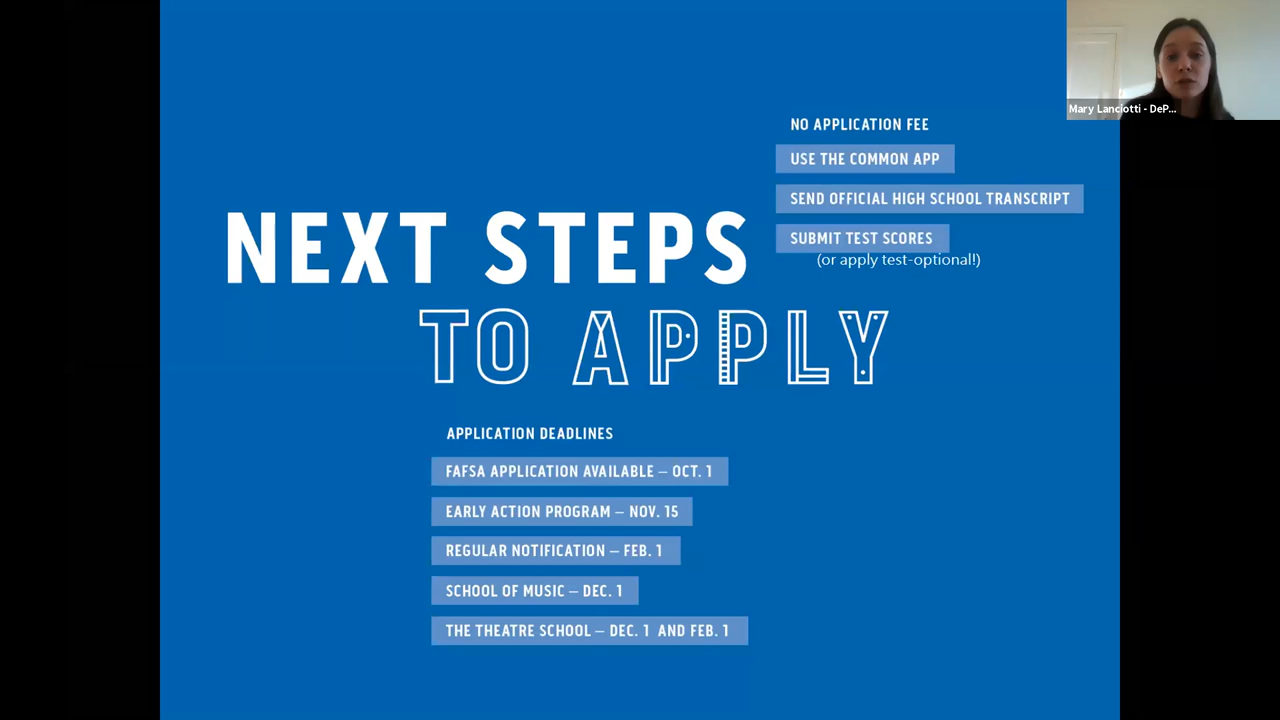 Mary Lanciotti - DeP...
NO APPLICATION FEE
USE THE COMMON APP
SEND OFFICIAL HIGH SCHOOL TRANSCRIPT
SUBMIT TEST SCORES
(or apply test-optional!)
NEXT STEPS
TO APPLY
APPLICATION DEADLINES
FAFSA APPLICATION AVAILABLE – OCT. 1
EARLY ACTION PROGRAM – NOV. 15
REGULAR NOTIFICATION – FEB. 1
SCHOOL OF MUSIC – DEC. 1
THE THEATRE SCHOOL – DEC. 1 AND FEB. 1